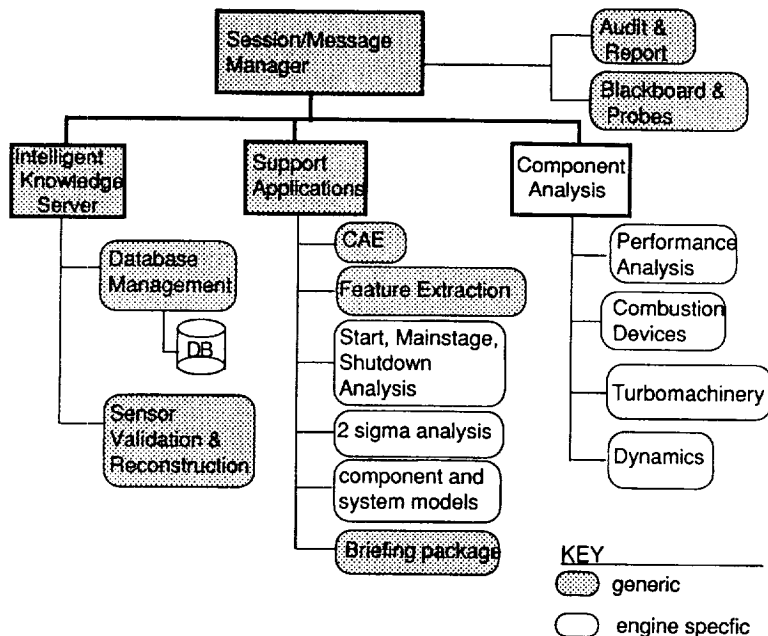 Session/Message
Manager
Audit &
Report
Blackboard &
Probes
Intelligent
Knowledge
Server
Support
Applications
Component
Analysis
Database
Management
DB
Sensor
Validation &
Reconstruction
CAE
Feature Extraction
Start, Mainstage,
Shutdown
Analysis
2 sigma analysis
component and
system models
Briefing package
Performance
Analysis
Combustion
Devices
Turbomachinery
Dynamics
KEY
generic
engine specfic